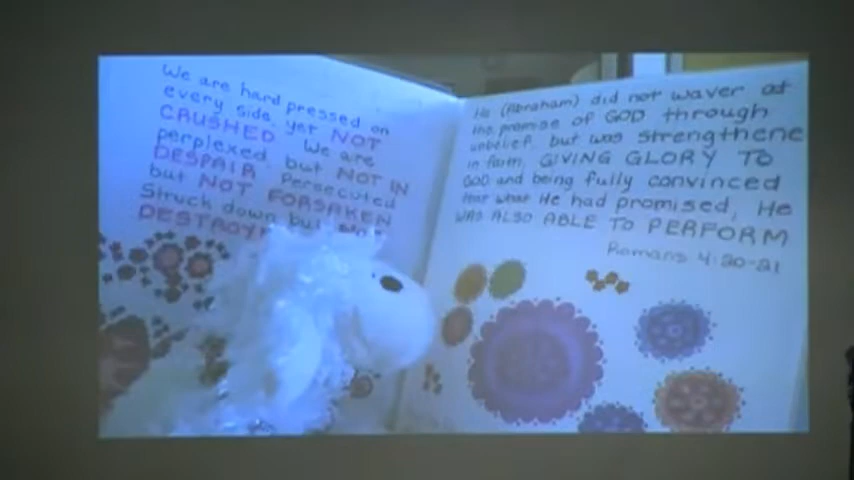 We are hard pressed on
every side, yet NOT
CRUSHED. We are
perplexed, but NOT IN
DESPAIR. Persecuted
but NOT FORSAKEN
Struck down but NOT
DESTROY
He (Abraham) did not waver at
the promise of GOD through
unbelief, but was strengthene
in faith, GIVING GLORY TO
GOD and being fully convinced
that what He had promised, He
WAS ALSO ABLE TO PERFORM
Romans 4:20-21